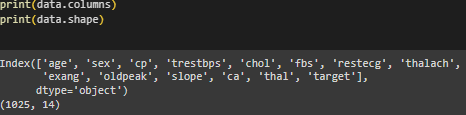 print(data.columns)
print(data.shape)
Index(['age', 'sex', 'cp', 'trestbps', 'chol', 'fbs', 'restecg', 'thalach',
'exang', 'oldpeak', 'slope', 'ca', 'thal', 'target'],
dtype='object')
(1025, 14)